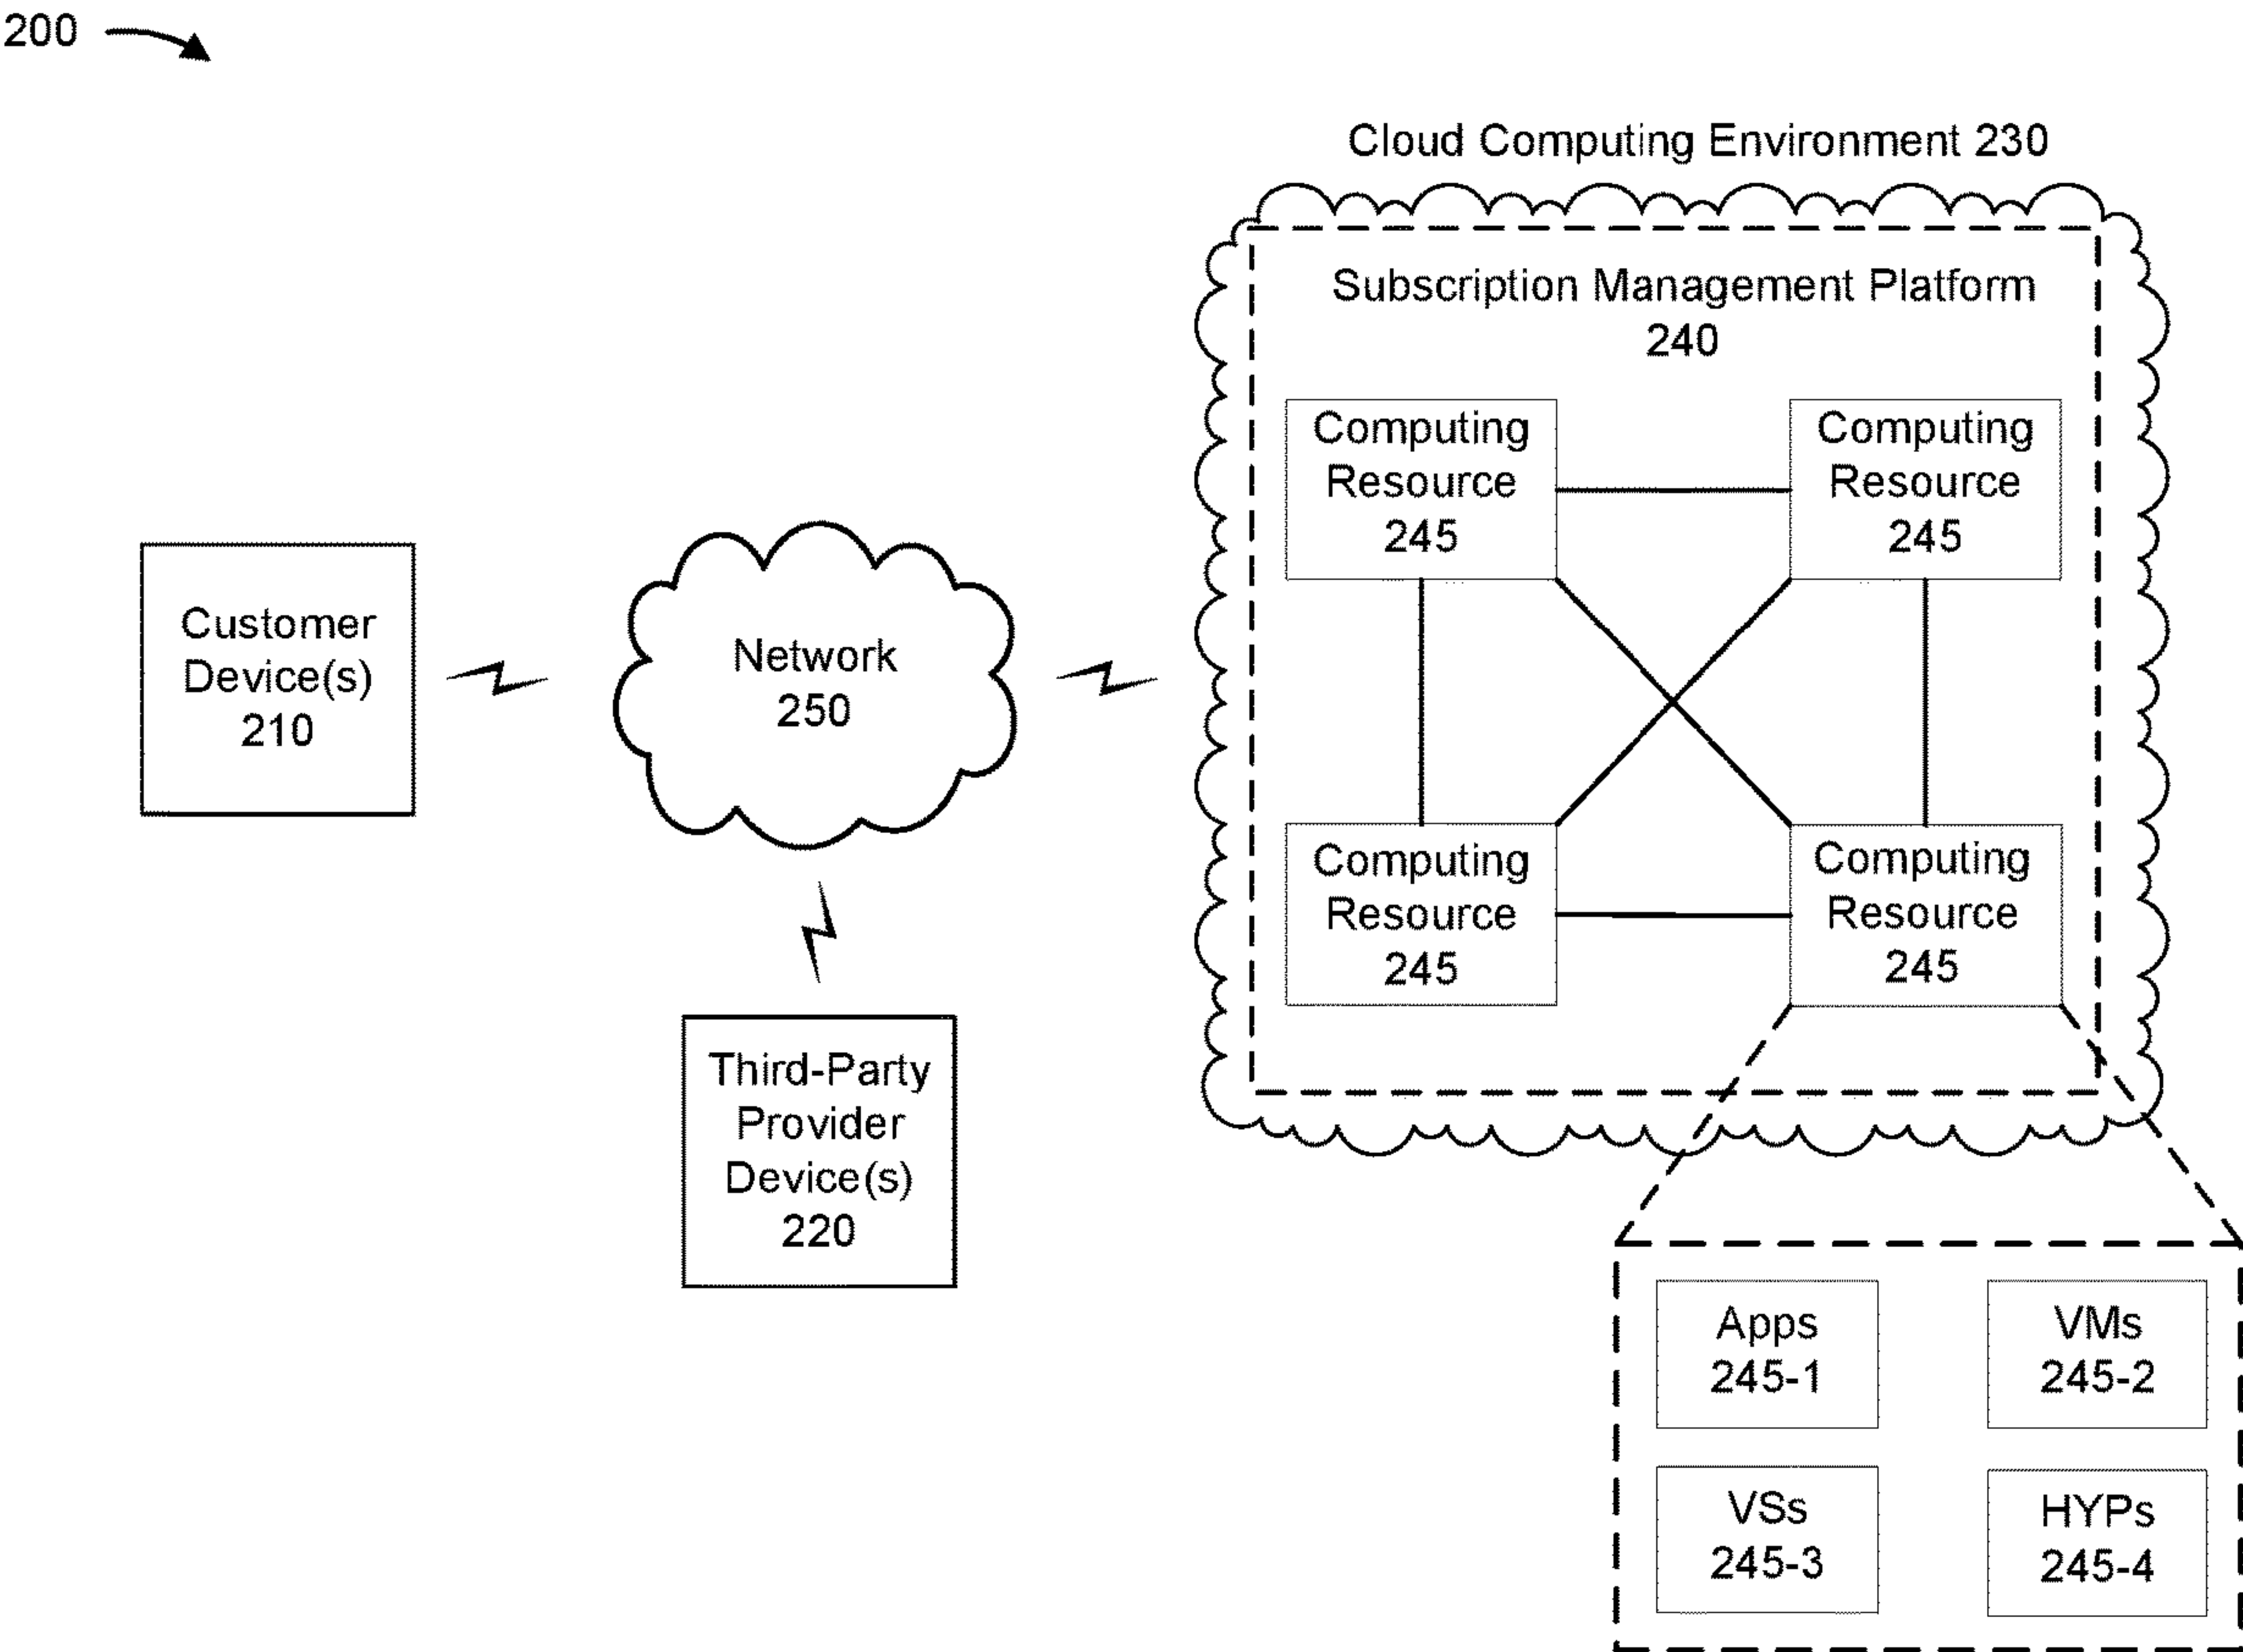 200
Cloud Computing Environment 230
Subscription Management Platform
240
Computing
Resource
245
Computing
Resource
245
Customer
Device(s)
210
Network
250
Computing
Resource
245
Computing
Resource
245
Third-Party
Provider
Device(s)
220
Apps
245-1
VMs
245-2
VSs
245-3
HYPs
245-4